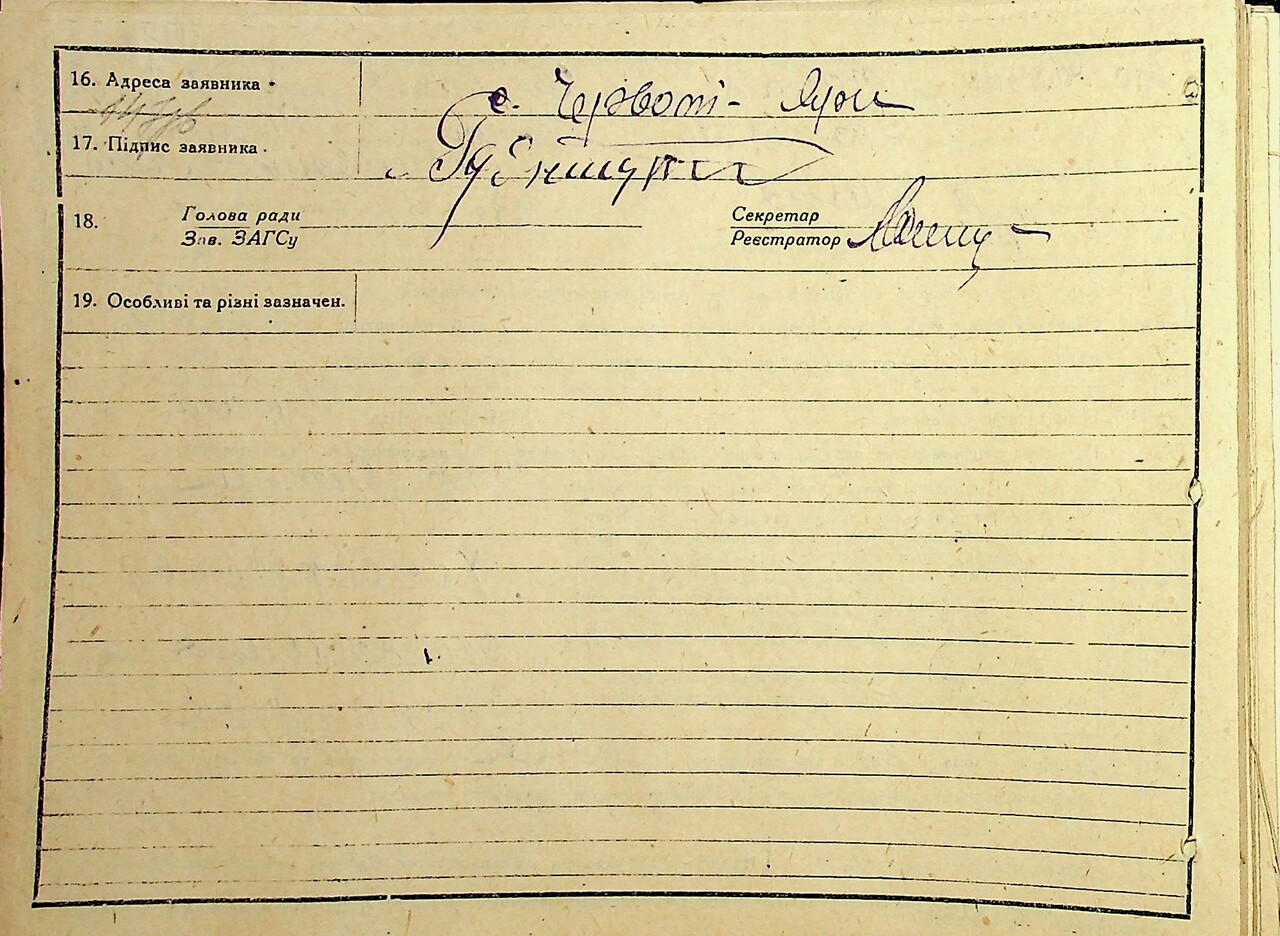 16. Адреса заявника
с. Червоні-Яри
17. Підпис заявника
18. Голова ради Секретар
Зав. ЗАГСу Реєстратор
19. Особливі та різні зазначен.